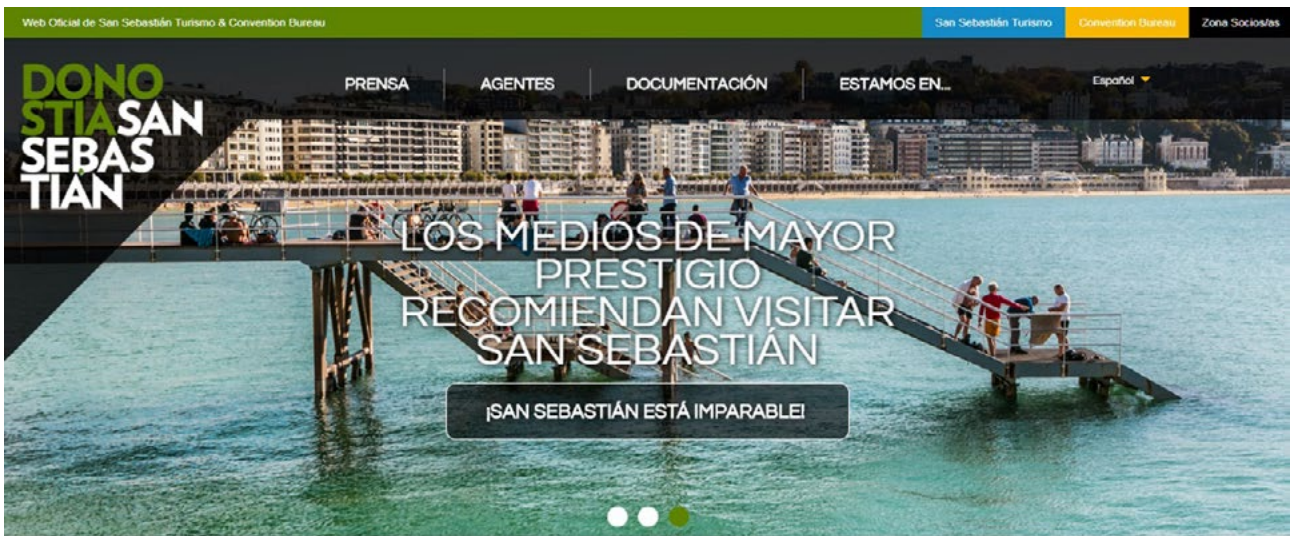 Web Oficial de San Sebastián Turismo & Convention Bureau
San Sebastián Turismo
Convention Bureau
Zona Socios/as
DONO
STIASAN
SEBAS
TIÁN
PRENSA
AGENTES
DOCUMENTACIÓN
ESTAMOS EN...
Español
LOS MEDIOS DE MAYOR
PRESTIGIO
RECOMIENDAN VISITAR
SAN SEBASTIÁN
¡SAN SEBASTIÁN ESTÁ IMPARABLE!